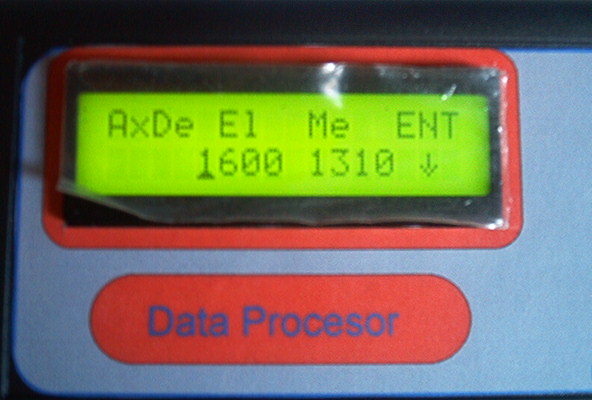 AxDe El Me ENT
1600 1310 ↓
Data Procesor